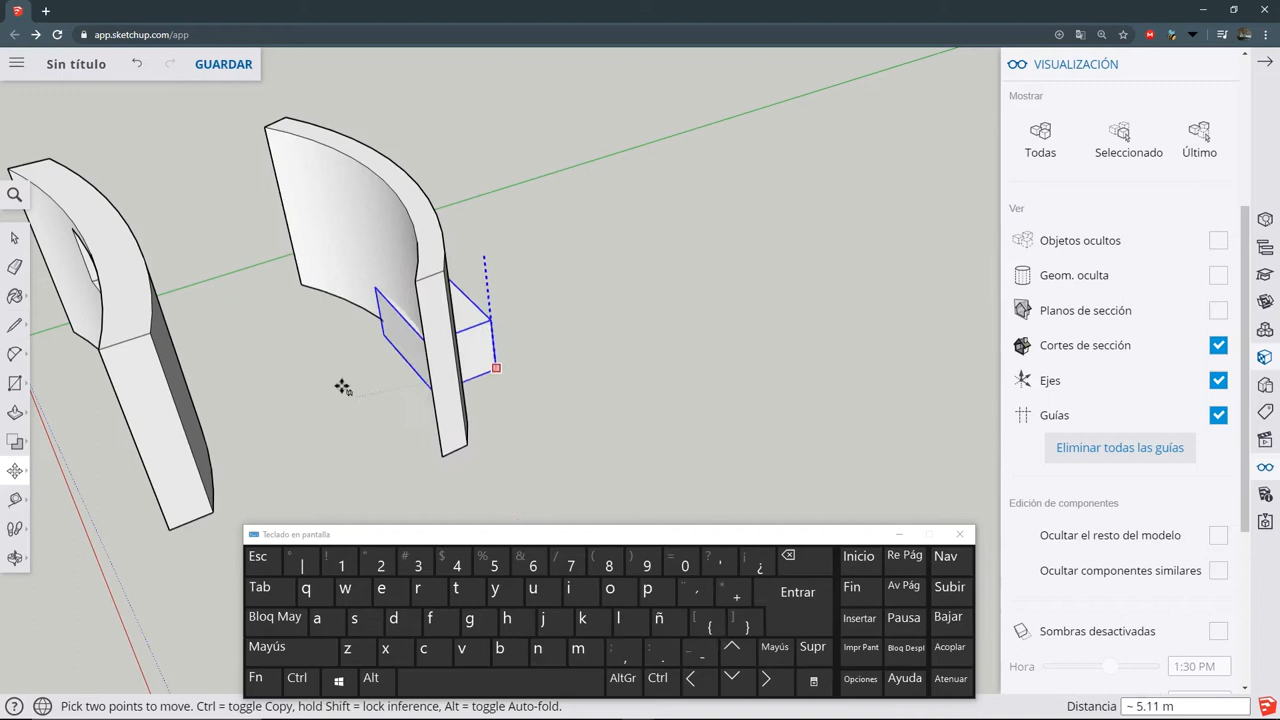 app.sketchup.com/app
Sin título
GUARDAR
VISUALIZACIÓN
Mostrar
Todas
Seleccionado
Último
Ver
Objetos ocultos
Geom. oculta
Planos de sección
Cortes de sección
Ejes
Guías
Eliminar todas las guías
Edición de componentes
Ocultar el resto del modelo
Ocultar componentes similares
Sombras desactivadas
Hora
1:30 PM
Teclado en pantalla
Esc ° | ! 1 " 2 # 3 $ 4 % 5 & 6 / 7 ( 8 ) 9 = 0 ? ' ¡ ¿ Inicio Re Pág Nav
Tab q w e r t y u i o p ¨ ´ * + Entrar Fin Av Pág Subir
Bloq May a s d f g h j k l ñ [ { ] } Insertar Pausa Bajar
Mayús z x c v b n m ; , : . _ - Mayús Supr Impr Pant Bloq Despl Acoplar
Fn Ctrl Alt AltGr Ctrl Opciones Ayuda Atenuar
Pick two points to move. Ctrl = toggle Copy, hold Shift = lock inference, Alt = toggle Auto-fold.
Distancia ~ 5.11 m